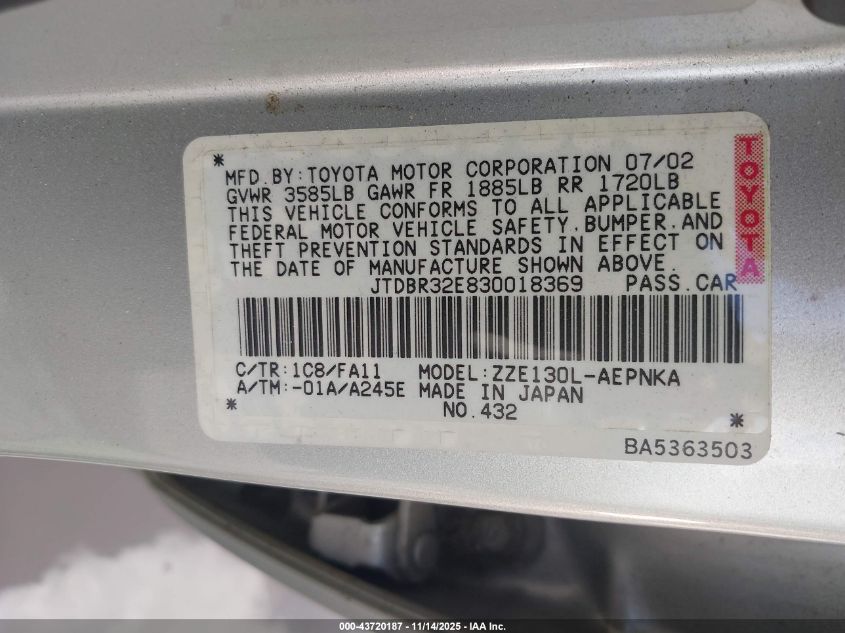 * MFD.BY:TOYOTA MOTOR CORPORATION 07/02
GVWR 3585LB GAWR FR 1885LB RR 1720LB
THIS VEHICLE CONFORMS TO ALL APPLICABLE
FEDERAL MOTOR VEHICLE SAFETY,BUMPER,AND
THEFT PREVENTION STANDARDS IN EFFECT ON
THE DATE OF MANUFACTURE SHOWN ABOVE.
TOYOTA
JTDBR32E830018369 PASS.CAR
C/TR:1C8/FA11 MODEL:ZZE130L-AEPNKA
A/TM:-01A/A245E MADE IN JAPAN
* NO.432 *
BA5363503
000-43720187 - 11/14/2025 - IAA Inc.